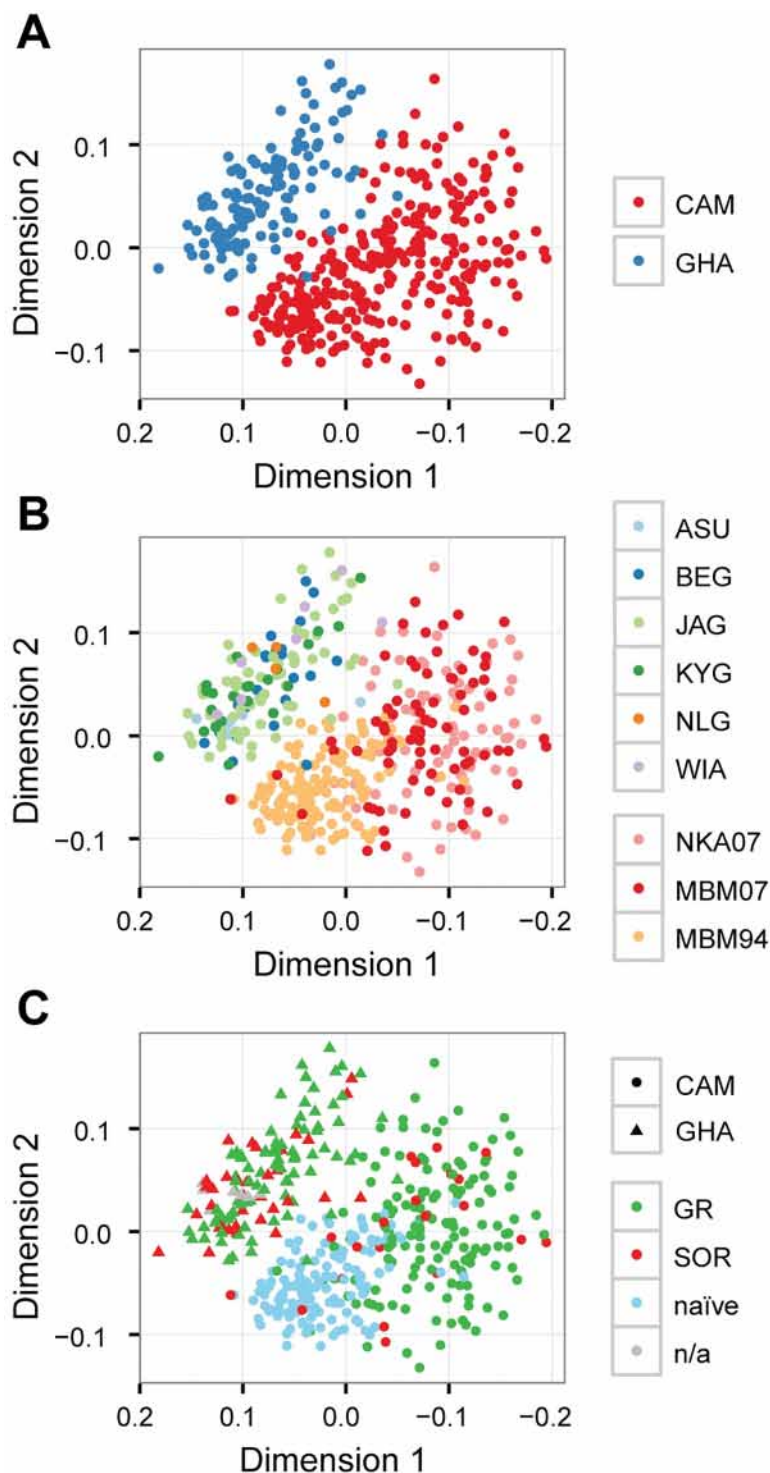 A
Dimension 2
0.1
0.0
−0.1
0.2 0.1 0.0 −0.1 −0.2
Dimension 1
CAM
GHA
B
Dimension 2
0.1
0.0
−0.1
0.2 0.1 0.0 −0.1 −0.2
Dimension 1
ASU
BEG
JAG
KYG
NLG
WIA
NKA07
MBM07
MBM94
C
Dimension 2
0.1
0.0
−0.1
0.2 0.1 0.0 −0.1 −0.2
Dimension 1
CAM
GHA
GR
SOR
naïve
n/a